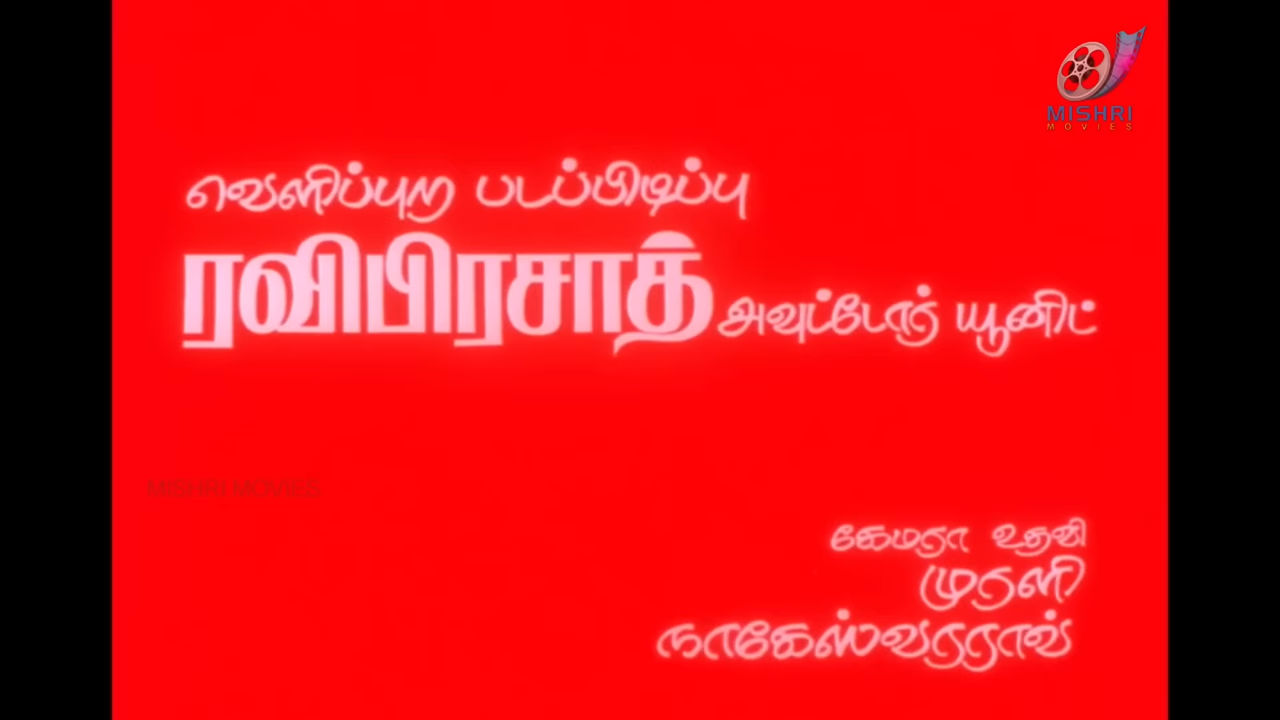 MISHRI
MOVIES
வெளிப்புற படப்பிடிப்பு
ரவிபிரசாத் அவுட்டோர் யூனிட்
MISHRI MOVIES
கேமரா உதவி
முரளி
நாகேஸ்வரராவ்